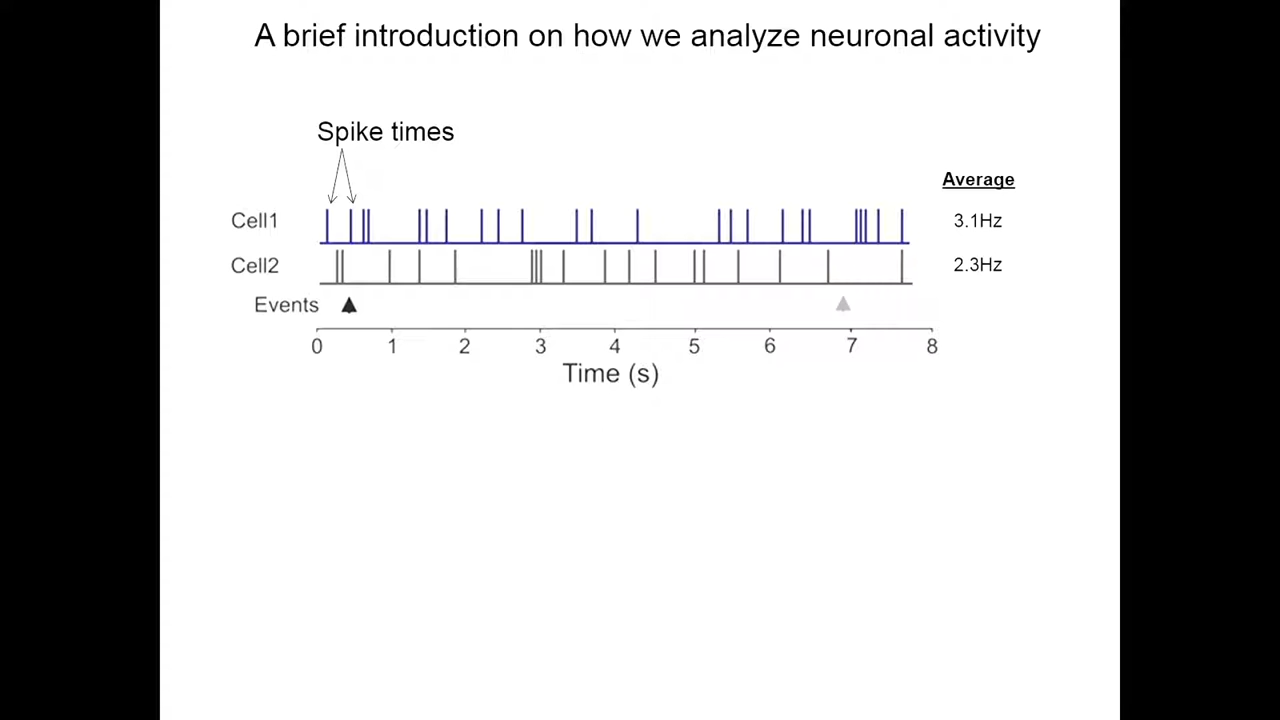 A brief introduction on how we analyze neuronal activity
Spike times
Average
Cell1
3.1Hz
Cell2
2.3Hz
Events
0 1 2 3 4 5 6 7 8
Time (s)